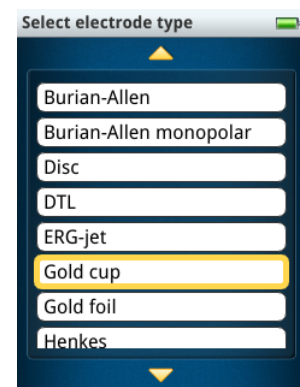 Select electrode type
Burian-Allen
Burian-Allen monopolar
Disc
DTL
ERG-jet
Gold cup
Gold foil
Henkes